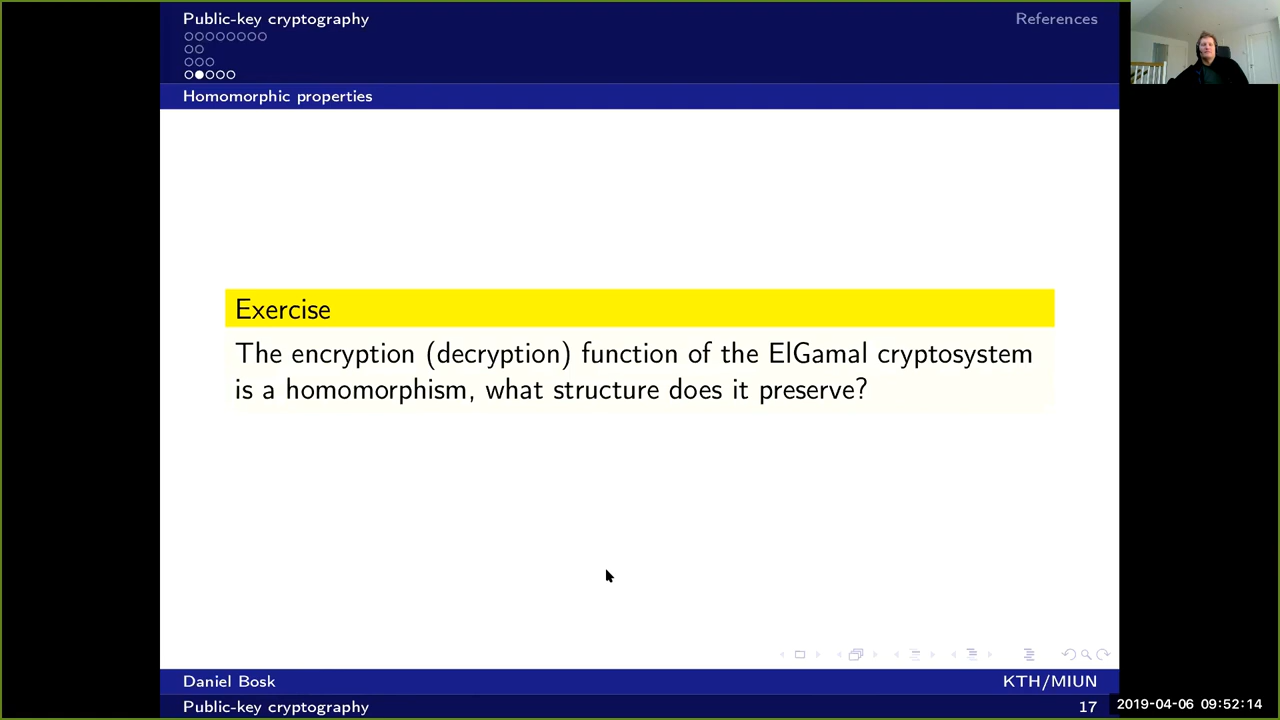 Public-key cryptography
References
Homomorphic properties
Exercise
The encryption (decryption) function of the ElGamal cryptosystem
is a homomorphism, what structure does it preserve?
Daniel Bosk
KTH/MIUN
Public-key cryptography
17
2019-04-06 09:52:14